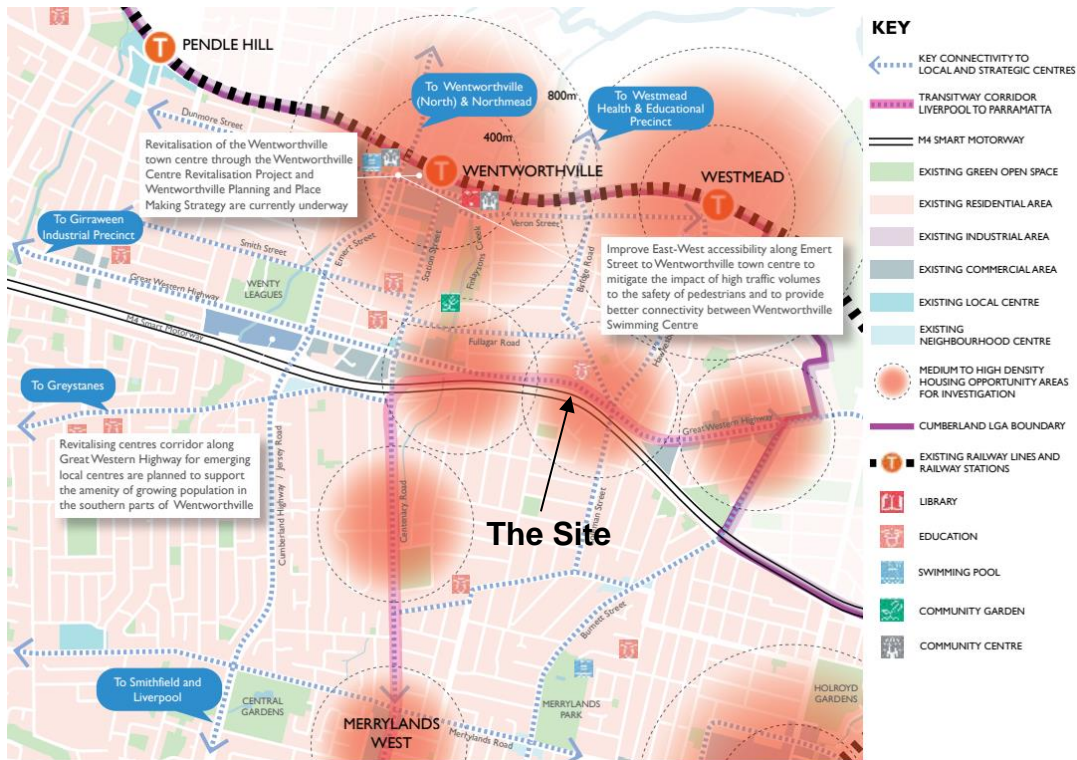 PENDLE HILL
To Wentworthville
(North) & Northmead
800m
To Westmead
Health & Educational
Precinct
Dunmore Street
400m
Revitalisation of the Wentworthville
town centre through the Wentworthville
Centre Revitalisation Project and
Wentworthville Planning and Place
Making Strategy are currently underway
WENTWORTHVILLE
WESTMEAD
To Girraween
Industrial Precinct
Smith Street
Emert Street
Station Street
Finlaysons Creek
Veron Street
Bridge Road
Improve East-West accessibility along Emert
Street to Wentworthville town centre to
mitigate the impact of high traffic volumes
to the safety of pedestrians and to provide
better connectivity between Wentworthville
Swimming Centre
Great Western Highway
WENTY
LEAGUES
M4 Smart Motorway
Fullagar Road
To Greystanes
Great Western Highway
Revitalising centres corridor along
Great Western Highway for emerging
local centres are planned to support
the amenity of growing population in
the southern parts of Wentworthville
Cumberland Highway / Jersey Road
Centenary Road
The Site
Burnett Street
To Smithfield and
Liverpool
CENTRAL
GARDENS
MERRYLANDS
WEST
Merrylands Road
MERRYLANDS
PARK
HOLROYD
GARDENS
KEY
KEY CONNECTIVITY TO
LOCAL AND STRATEGIC CENTRES
TRANSITWAY CORRIDOR
LIVERPOOL TO PARRAMATTA
M4 SMART MOTORWAY
EXISTING GREEN OPEN SPACE
EXISTING RESIDENTIAL AREA
EXISTING INDUSTRIAL AREA
EXISTING COMMERCIAL AREA
EXISTING LOCAL CENTRE
EXISTING
NEIGHBOURHOOD CENTRE
MEDIUM TO HIGH DENSITY
HOUSING OPPORTUNITY AREAS
FOR INVESTIGATION
CUMBERLAND LGA BOUNDARY
EXISTING RAILWAY LINES AND
RAILWAY STATIONS
LIBRARY
EDUCATION
SWIMMING POOL
COMMUNITY GARDEN
COMMUNITY CENTRE